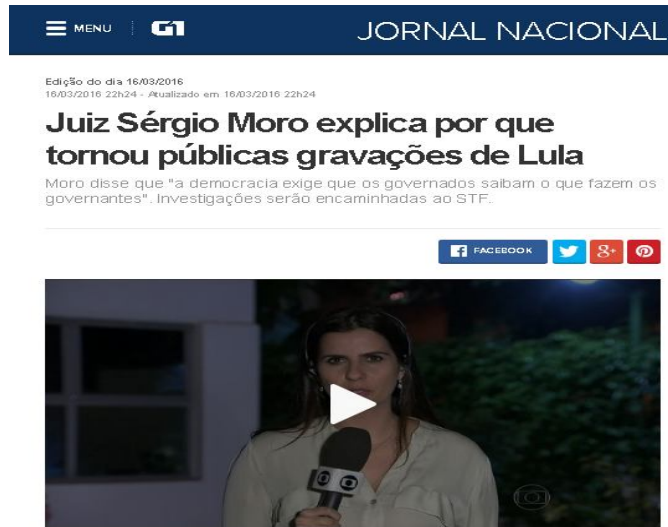 MENU G1 JORNAL NACIONAL
Edição do dia 16/03/2016
16/03/2016 22h24 - Atualizado em 16/03/2016 22h24
Juiz Sérgio Moro explica por que
tornou públicas gravações de Lula
Moro disse que "a democracia exige que os governados saibam o que fazem os
governantes". Investigações serão encaminhadas ao STF.
FACEBOOK